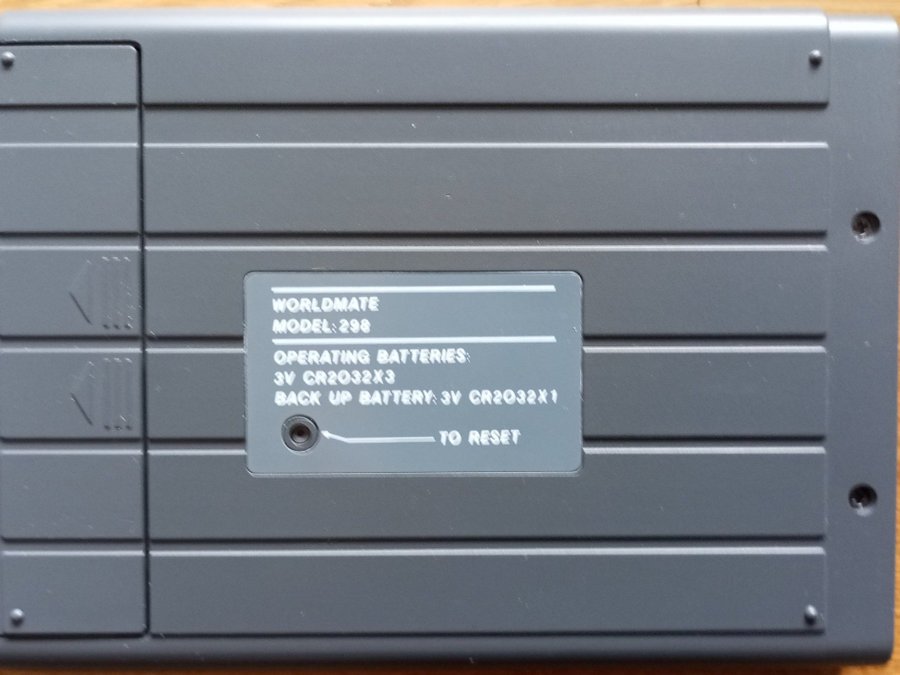 WORLDMATE
MODEL: 298
OPERATING BATTERIES:
3V CR2032X3
BACK UP BATTERY: 3V CR2032X1
TO RESET